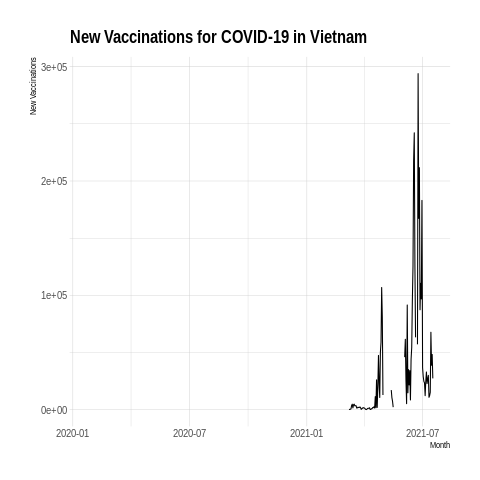 New Vaccinations for COVID-19 in Vietnam
New Vaccinations
3e+05
2e+05
1e+05
0e+00
2020-01 2020-07 2021-01 2021-07
Month